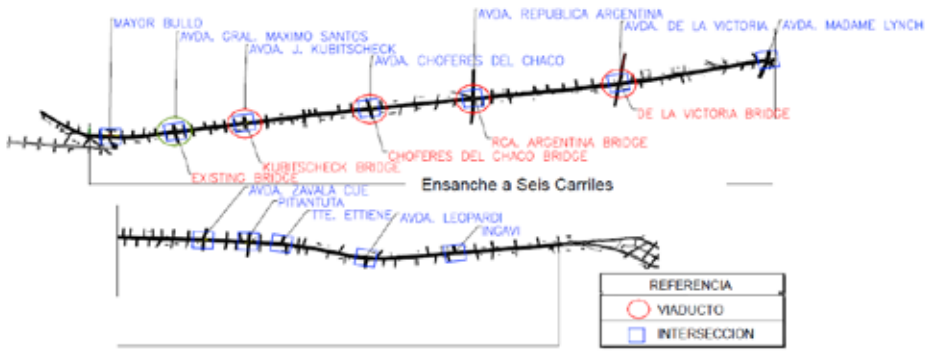 MAYOR BULLO
AVDA. GRAL. MAXIMO SANTOS
AVDA. J. KUBITSCHECK
AVDA. CHOFERES DEL CHACO
AVDA. REPUBLICA ARGENTINA
AVDA. DE LA VICTORIA
AVDA. MADAME LYNCH
DE LA VICTORIA BRIDGE
RCA. ARGENTINA BRIDGE
CHOFERES DEL CHACO BRIDGE
KUBITSCHECK BRIDGE
EXISTING BRIDGE
Ensanche a Seis Carriles
AVDA. ZAVALA CUE
PITIANTUTA
TTE. ETTIENE
AVDA. LEOPARDI
INGAVI
REFERENCIA
VIADUCTO
INTERSECCION